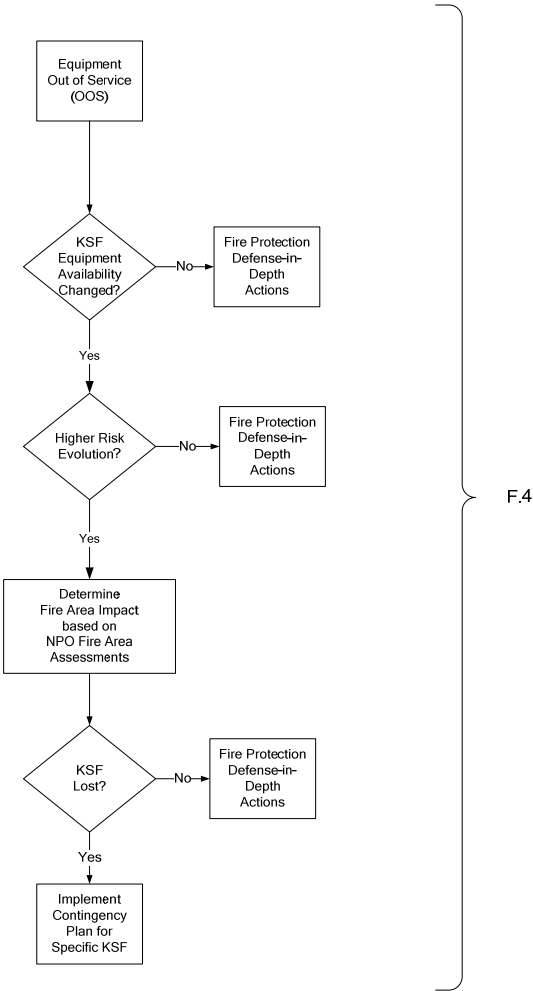 Equipment
Out of Service
(OOS)
KSF
Equipment
Availability
Changed?
No
Fire Protection
Defense-in-
Depth
Actions
Yes
Higher Risk
Evolution?
No
Fire Protection
Defense-in-
Depth
Actions
F.4
Yes
Determine
Fire Area Impact
based on
NPO Fire Area
Assessments
KSF
Lost?
No
Fire Protection
Defense-in-
Depth
Actions
Yes
Implement
Contingency
Plan for
Specific KSF